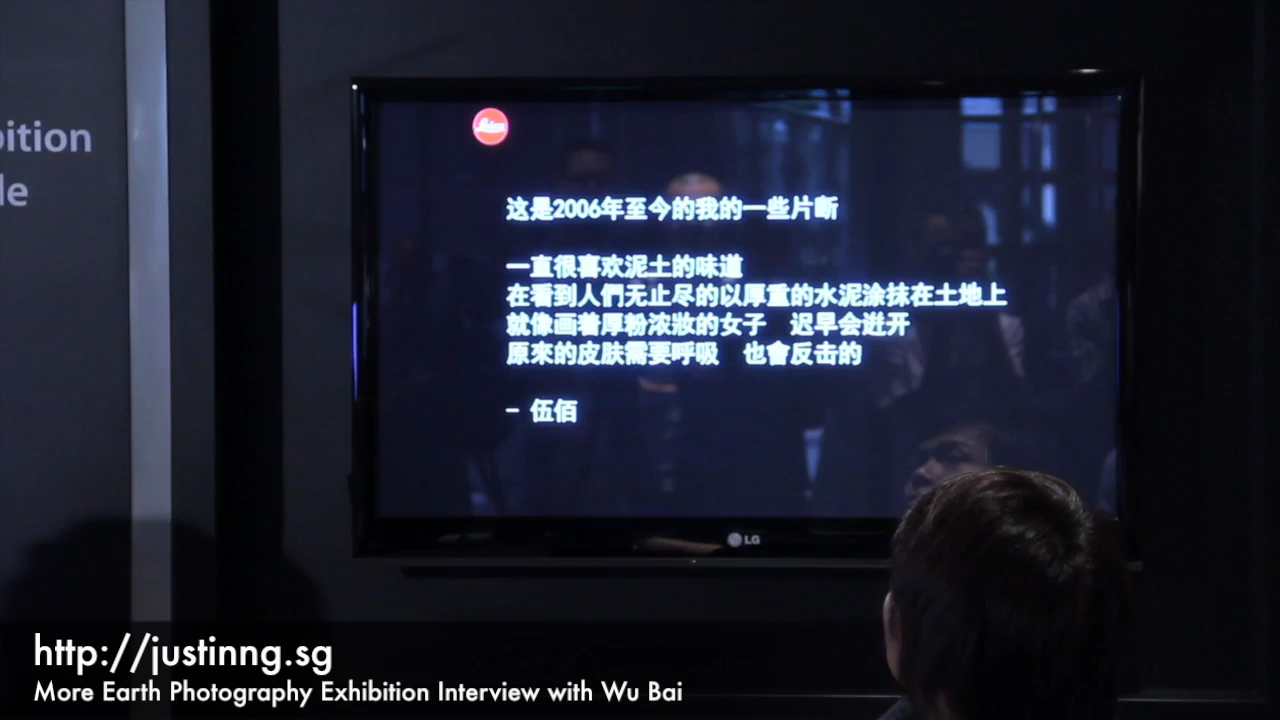 bition
le
Leica
这是2006年至今的我的一些片断
一直很喜欢泥土的味道
在看到人們无止尽的以厚重的水泥涂抹在土地上
就像画着厚粉浓妝的女子　迟早会逬开
原來的皮肤需要呼吸　也會反击的
- 伍佰
LG
http://justinng.sg
More Earth Photography Exhibition Interview with Wu Bai